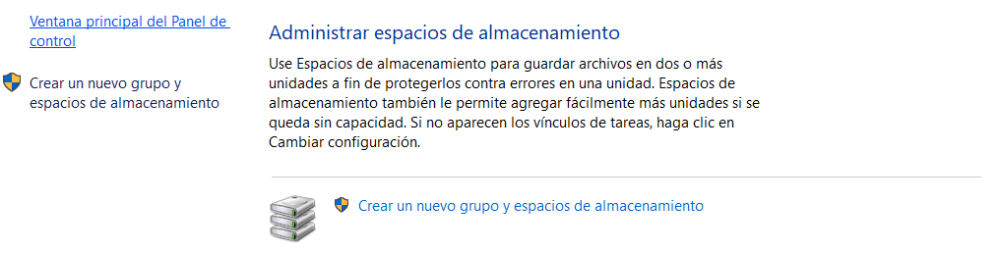 Ventana principal del Panel de
control
Crear un nuevo grupo y
espacios de almacenamiento
Administrar espacios de almacenamiento
Use Espacios de almacenamiento para guardar archivos en dos o más
unidades a fin de protegerlos contra errores en una unidad. Espacios de
almacenamiento también le permite agregar fácilmente más unidades si se
queda sin capacidad. Si no aparecen los vínculos de tareas, haga clic en
Cambiar configuración.
Crear un nuevo grupo y espacios de almacenamiento